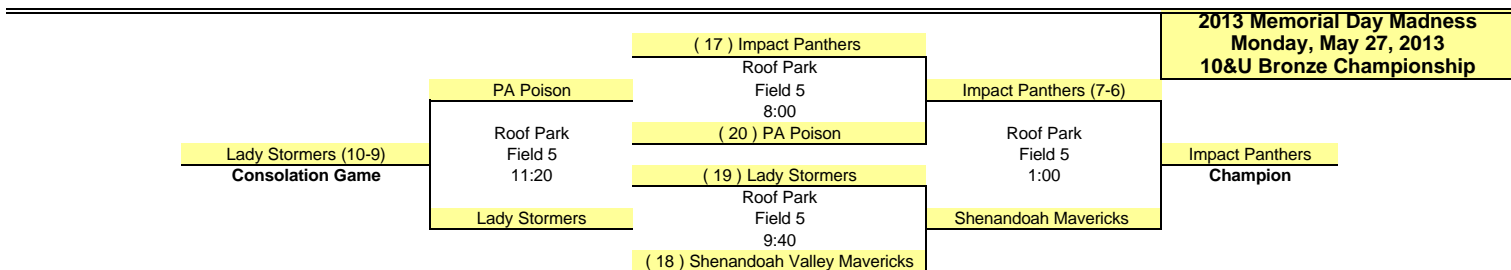 2013 Memorial Day Madness
Monday, May 27, 2013
10&U Bronze Championship
( 17 ) Impact Panthers
Roof Park
Field 5
8:00
( 20 ) PA Poison
PA Poison
Roof Park
Field 5
11:20
Lady Stormers
Lady Stormers (10-9)
Consolation Game
( 19 ) Lady Stormers
Roof Park
Field 5
9:40
( 18 ) Shenandoah Valley Mavericks
Impact Panthers (7-6)
Roof Park
Field 5
1:00
Shenandoah Mavericks
Impact Panthers
Champion